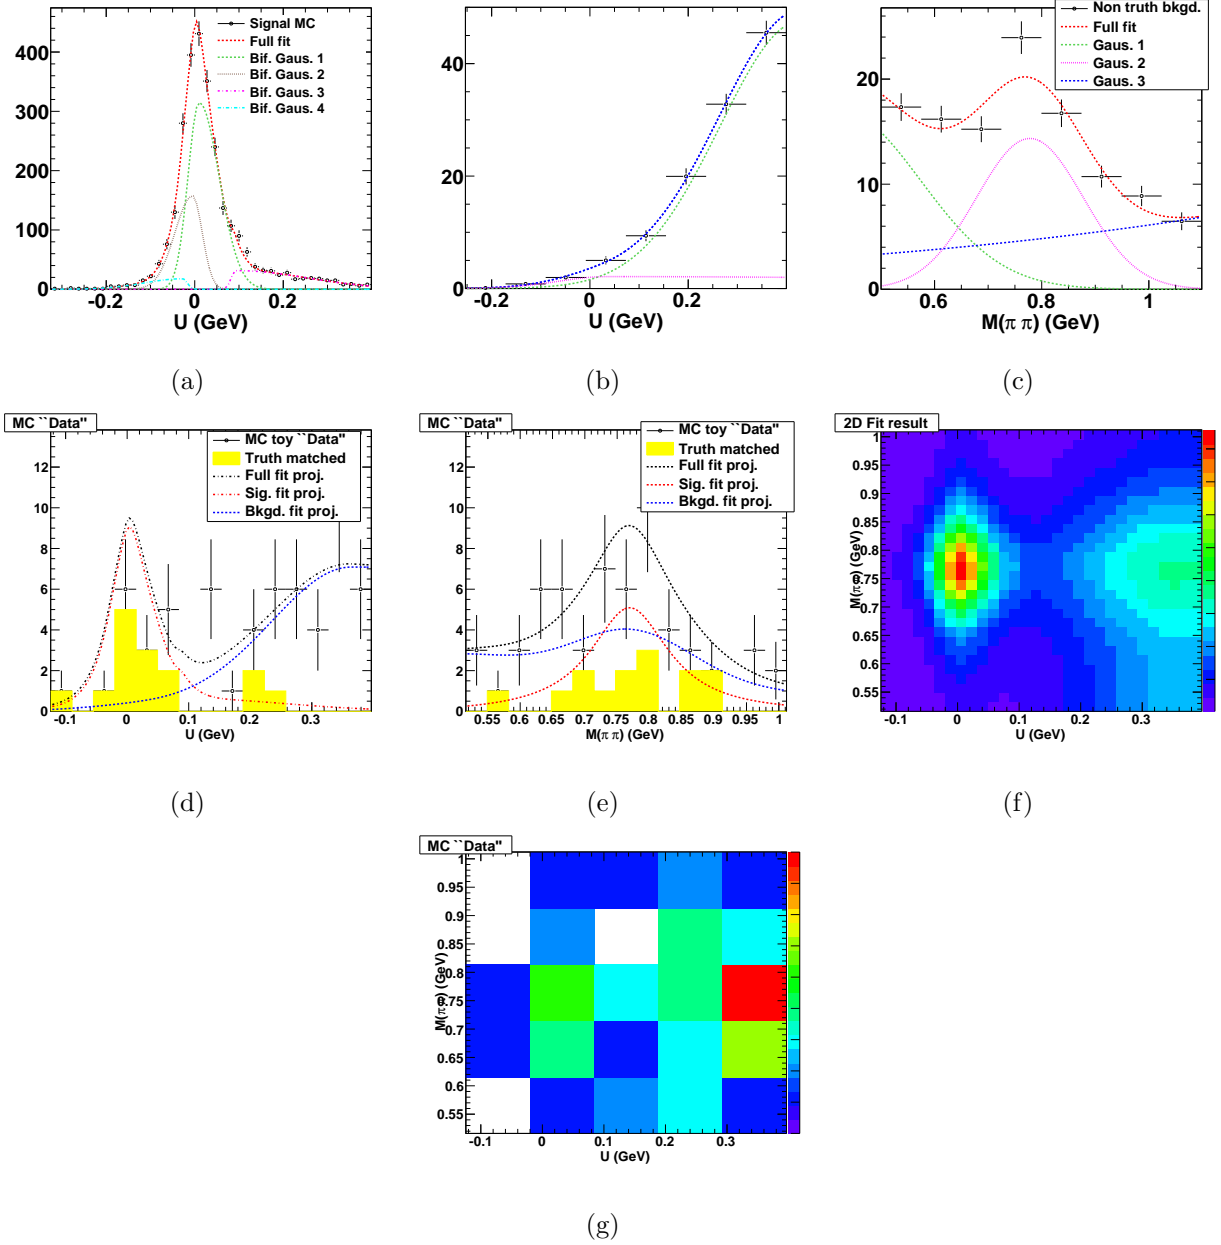 Signal MC
Full fit
Bif. Gaus. 1
Bif. Gaus. 2
Bif. Gaus. 3
Bif. Gaus. 4
400
300
200
100
0
-0.2 0 0.2
U (GeV)
(a)
40
20
0
-0.2 0 0.2
U (GeV)
(b)
Non truth bkgd.
Full fit
Gaus. 1
Gaus. 2
Gaus. 3
20
10
0
0.6 0.8 1
M(π π) (GeV)
(c)
MC ``Data"
MC toy ``Data"
Truth matched
Full fit proj.
Sig. fit proj.
Bkgd. fit proj.
12
10
8
6
4
2
0
-0.1 0 0.1 0.2 0.3
U (GeV)
(d)
MC ``Data"
MC toy ``Data"
Truth matched
Full fit proj.
Sig. fit proj.
Bkgd. fit proj.
12
10
8
6
4
2
0
0.55 0.6 0.65 0.7 0.75 0.8 0.85 0.9 0.95 1
M(π π) (GeV)
(e)
2D Fit result
M(π π) (GeV)
1
0.95
0.9
0.85
0.8
0.75
0.7
0.65
0.6
0.55
-0.1 0 0.1 0.2 0.3
U (GeV)
(f)
MC ``Data"
M(π π) (GeV)
1
0.95
0.9
0.85
0.8
0.75
0.7
0.65
0.6
0.55
-0.1 0 0.1 0.2 0.3
U (GeV)
(g)